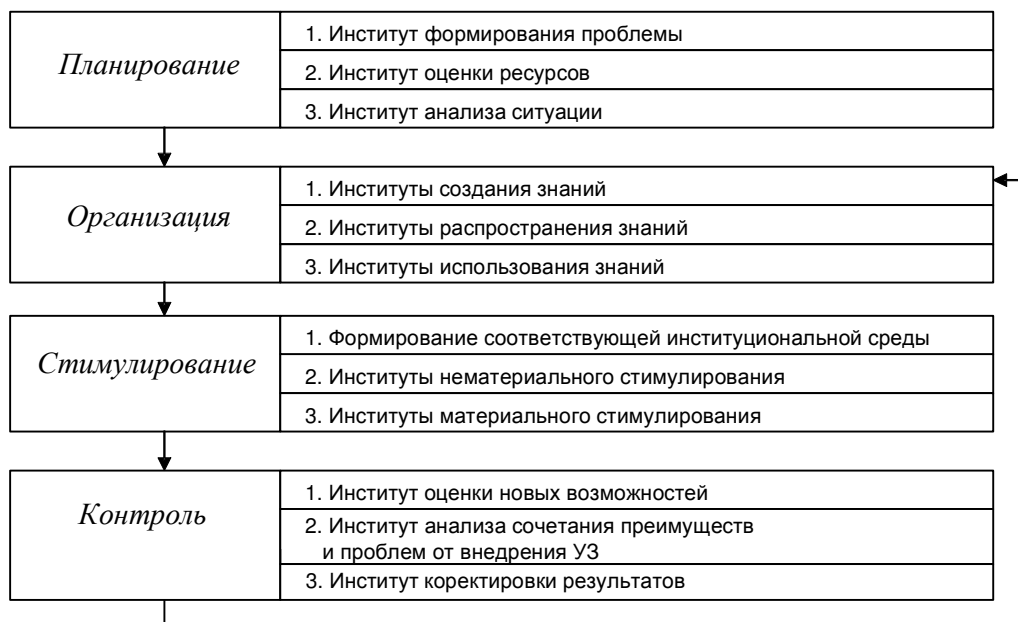 Планирование
1. Институт формирования проблемы
2. Институт оценки ресурсов
3. Институт анализа ситуации
Организация
1. Институты создания знаний
2. Институты распространения знаний
3. Институты использования знаний
Стимулирование
1. Формирование соответствующей институциональной среды
2. Институты нематериального стимулирования
3. Институты материального стимулирования
Контроль
1. Институт оценки новых возможностей
2. Институт анализа сочетания преимуществ
и проблем от внедрения УЗ
3. Институт коректировки результатов